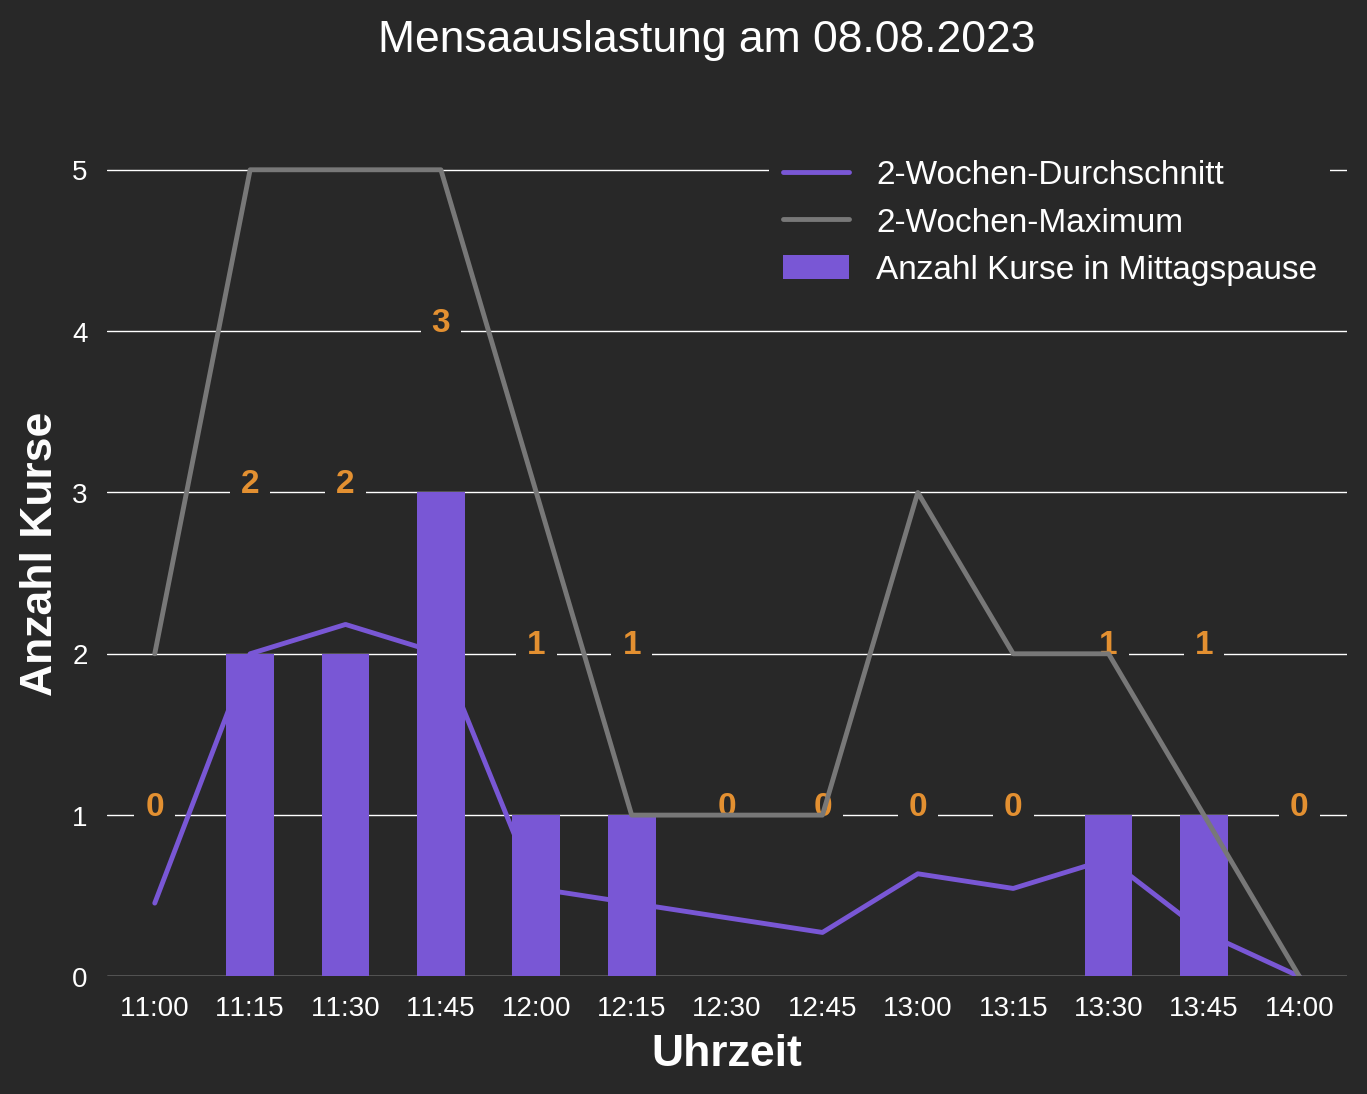 Mensaauslastung am 08.08.2023
2-Wochen-Durchschnitt
2-Wochen-Maximum
Anzahl Kurse in Mittagspause
Anzahl Kurse
5
4
3
2
1
0
0
2
2
3
1
1
0
0
0
0
1
1
0
11:00 11:15 11:30 11:45 12:00 12:15 12:30 12:45 13:00 13:15 13:30 13:45 14:00
Uhrzeit